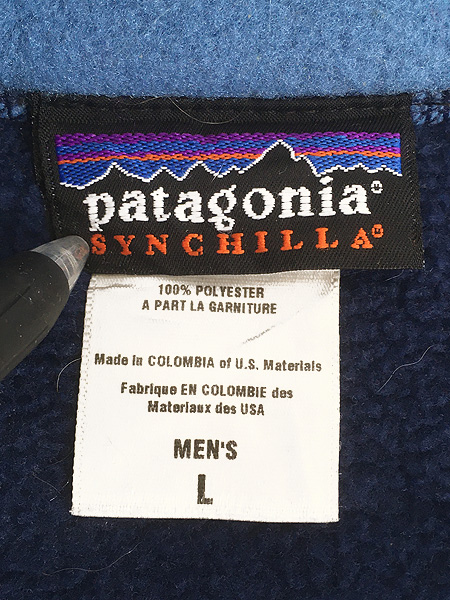 patagonia®
SYNCHILLA®
100% POLYESTER
A PART LA GARNITURE
Made in COLOMBIA of U.S. Materials
Fabrique EN COLOMBIE des
Materiaux des USA
MEN'S
L